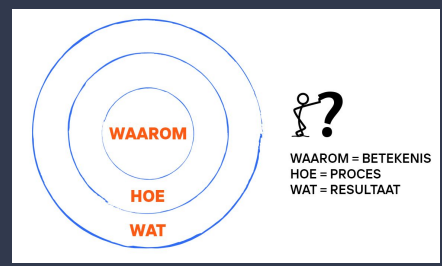 WAAROM
HOE
WAT
?
WAAROM = BETEKENIS
HOE = PROCES
WAT = RESULTAAT